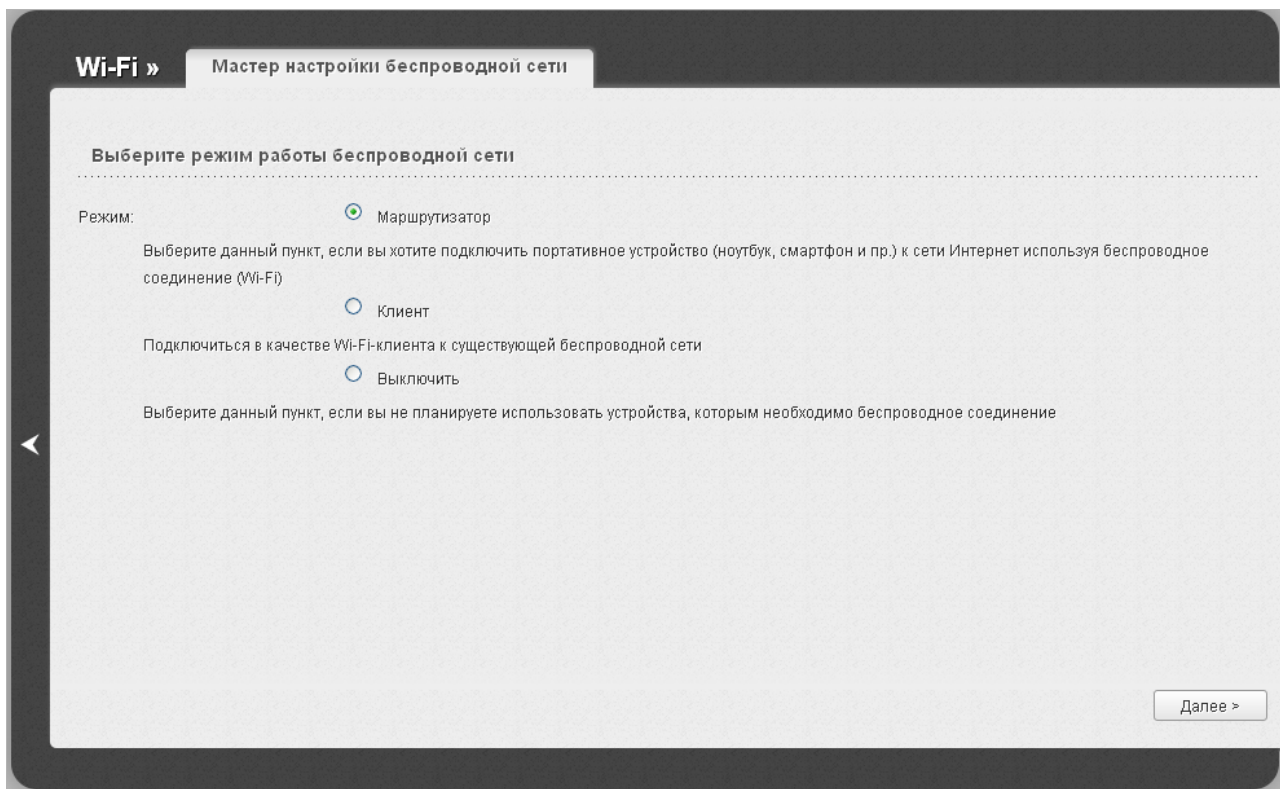 Wi-Fi » Мастер настройки беспроводной сети
Выберите режим работы беспроводной сети
Режим: Маршрутизатор
Выберите данный пункт, если вы хотите подключить портативное устройство (ноутбук, смартфон и пр.) к сети Интернет используя беспроводное
соединение (Wi-Fi)
Клиент
Подключиться в качестве Wi-Fi-клиента к существующей беспроводной сети
Выключить
Выберите данный пункт, если вы не планируете использовать устройства, которым необходимо беспроводное соединение
Далее >